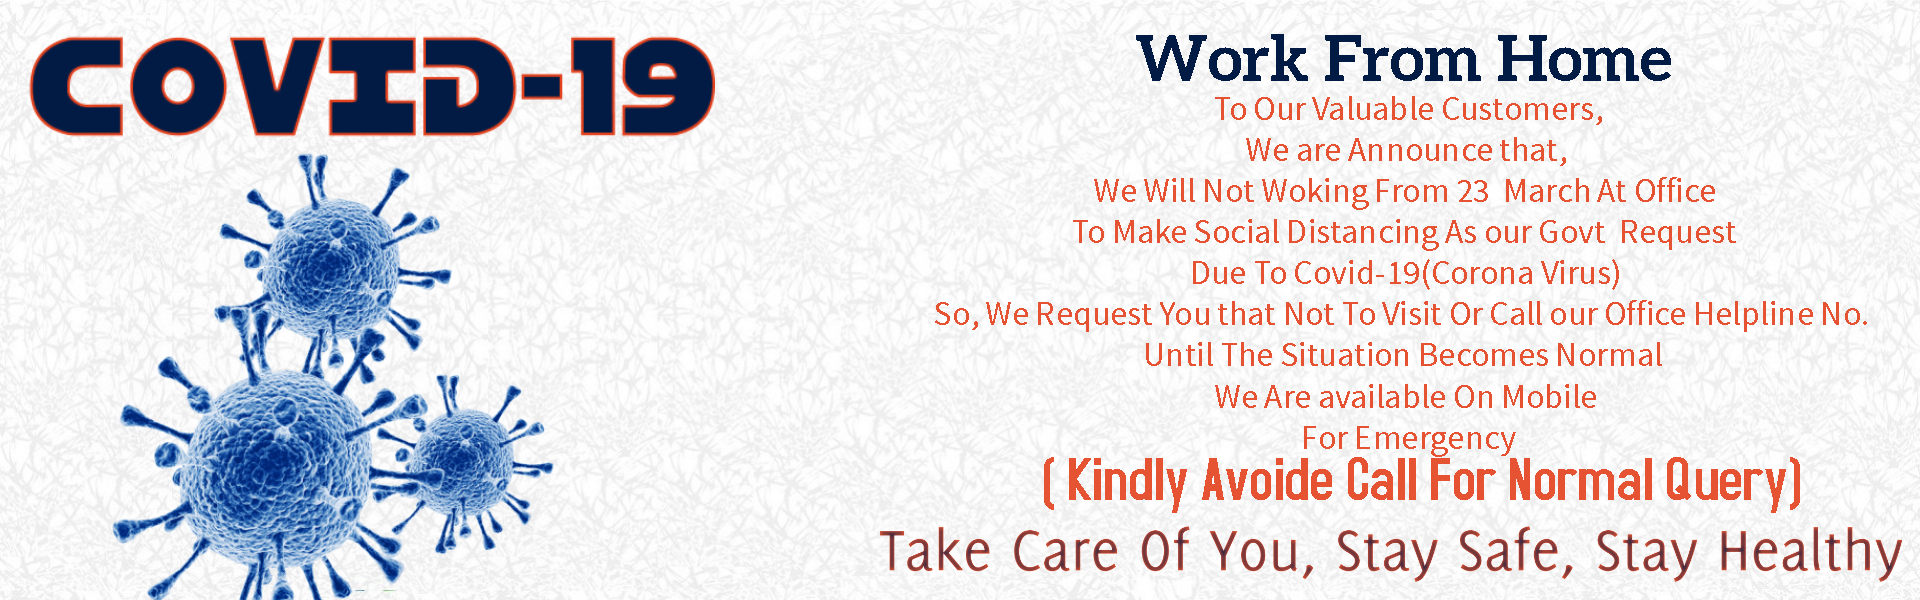 COVID-19
Work From Home
To Our Valuable Customers,
We are Announce that,
We Will Not Woking From 23 March At Office
To Make Social Distancing As our Govt Request
Due To Covid-19(Corona Virus)
So, We Request You that Not To Visit Or Call our Office Helpline No.
Until The Situation Becomes Normal
We Are available On Mobile
For Emergency
( Kindly Avoide Call For Normal Query)
Take Care Of You, Stay Safe, Stay Healthy